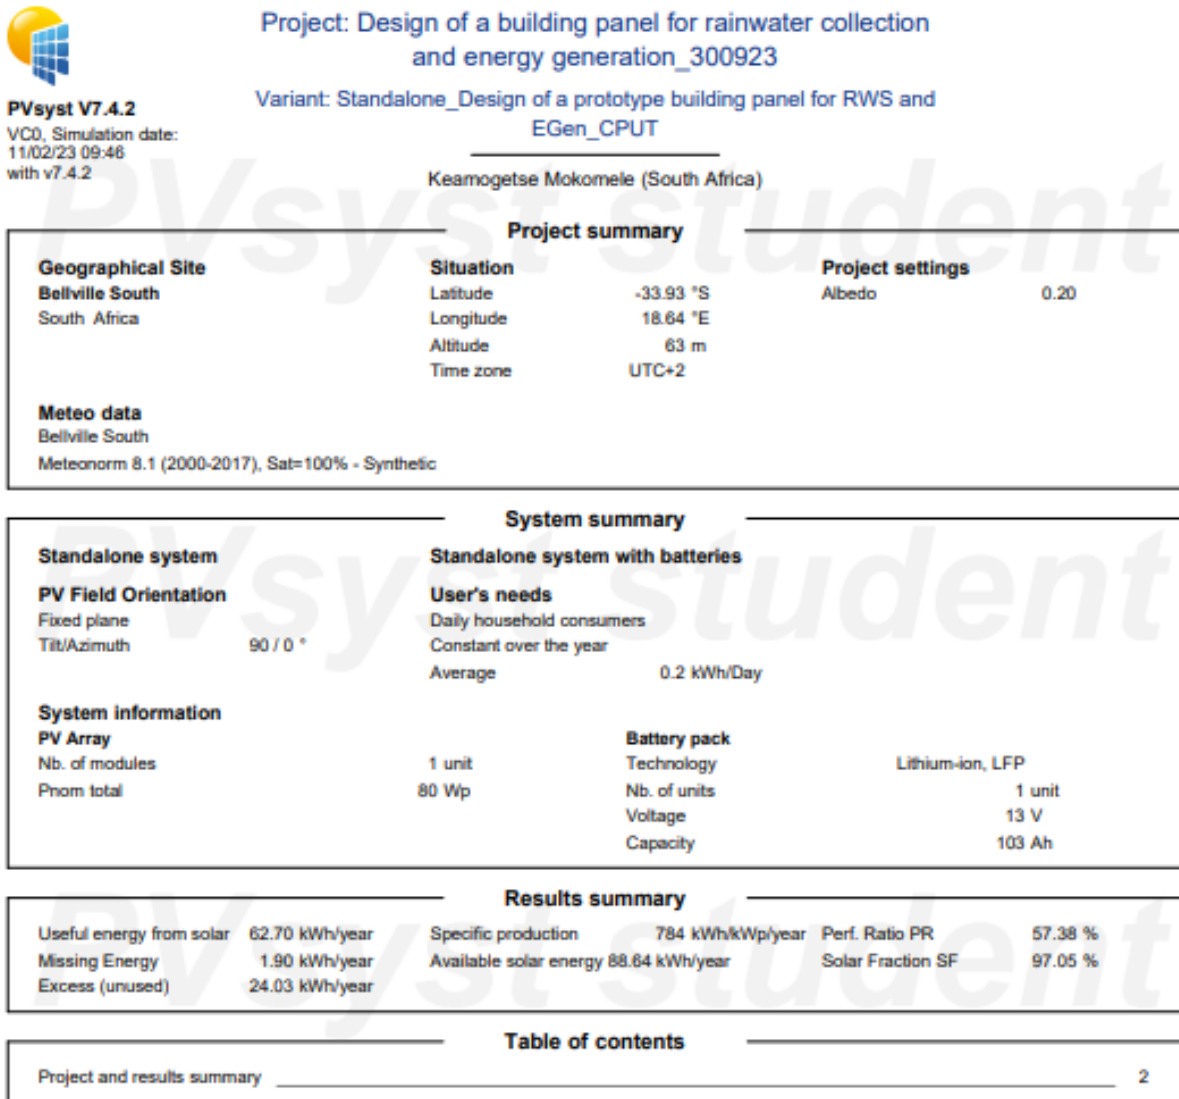 Project: Design of a building panel for rainwater collection
and energy generation_300923
Variant: Standalone_Design of a prototype building panel for RWS and
EGen_CPUT
PVsyst V7.4.2
VC0, Simulation date:
11/02/23 09:46
with v7.4.2
Keamogetse Mokomele (South Africa)
PVsyst student
Project summary
Geographical Site Situation Project settings
Bellville South Latitude -33.93 °S Albedo 0.20
South Africa Longitude 18.64 °E
Altitude 63 m
Time zone UTC+2
Meteo data
Bellville South
Meteonorm 8.1 (2000-2017), Sat=100% - Synthetic
System summary
PVsyst student
Standalone system Standalone system with batteries
PV Field Orientation User's needs
Fixed plane Daily household consumers
Tilt/Azimuth 90 / 0 ° Constant over the year
Average 0.2 kWh/Day
System information
PV Array Battery pack
Nb. of modules 1 unit Technology Lithium-ion, LFP
Pnom total 80 Wp Nb. of units 1 unit
Voltage 13 V
Capacity 103 Ah
Results summary
PVsyst student
Useful energy from solar 62.70 kWh/year Specific production 784 kWh/kWp/year Perf. Ratio PR 57.38 %
Missing Energy 1.90 kWh/year Available solar energy 88.64 kWh/year Solar Fraction SF 97.05 %
Excess (unused) 24.03 kWh/year
Table of contents
Project and results summary 2